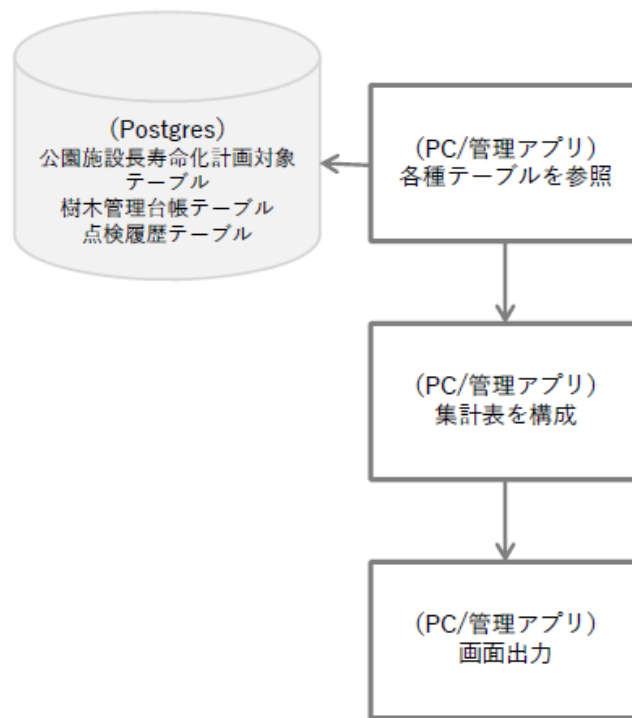 (Postgres)
公園施設長寿命化計画対象
テーブル
樹木管理台帳テーブル
点検履歴テーブル
(PC/管理アプリ)
各種テーブルを参照
(PC/管理アプリ)
集計表を構成
(PC/管理アプリ)
画面出力